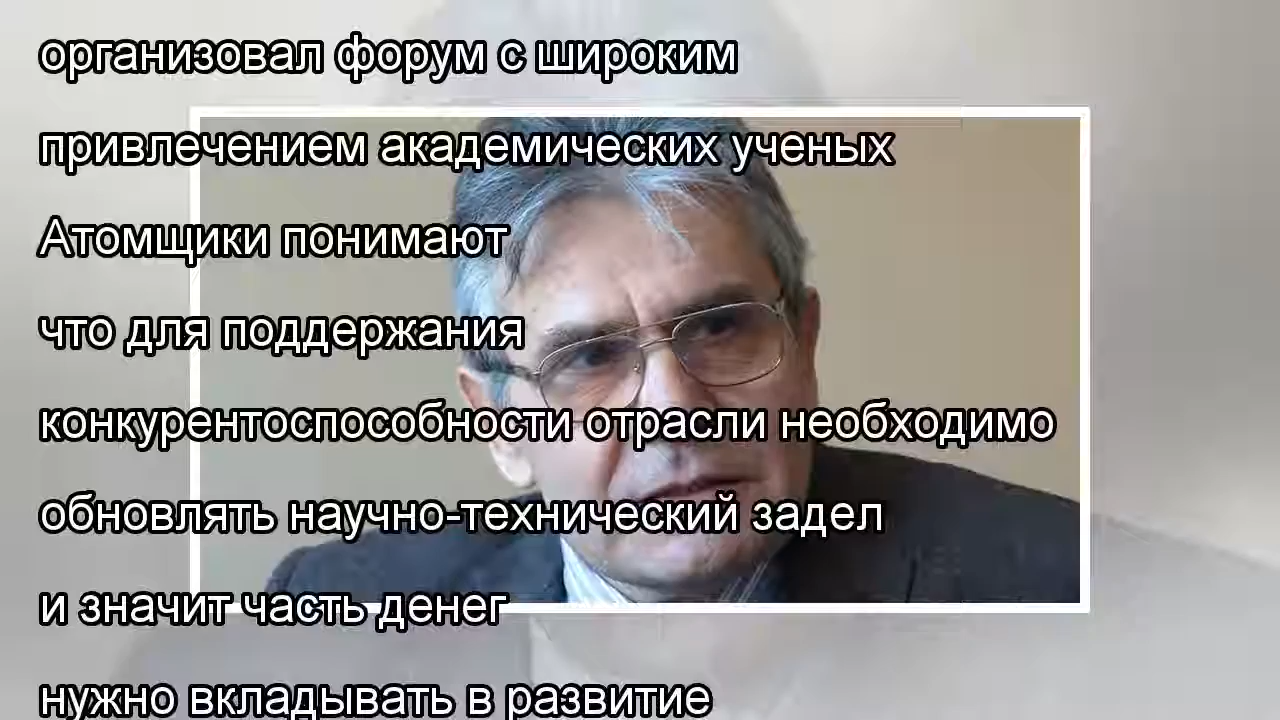 организовал форум с широким
привлечением академических ученых
Атомщики понимают
что для поддержания
конкурентоспособности отрасли необходимо
обновлять научно-технический задел
и значит часть денег
нужно вкладывать в развитие